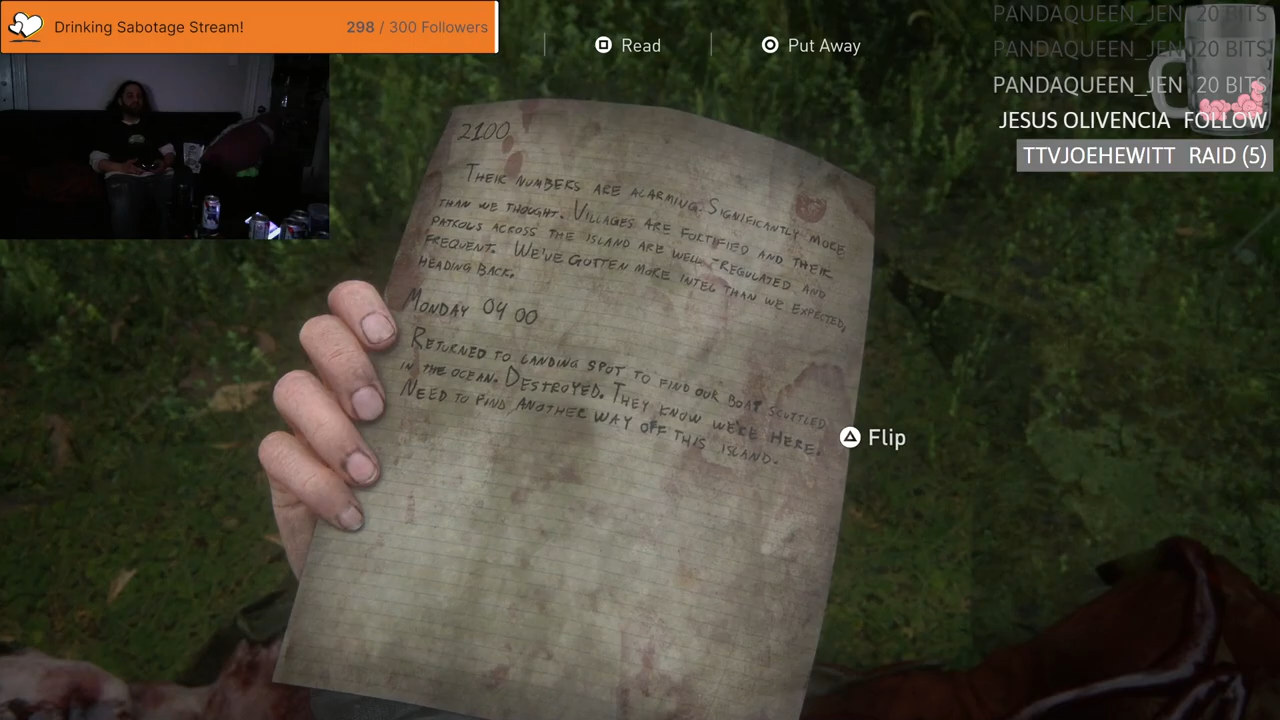 Drinking Sabotage Stream!
298 / 300 Followers
Read
Put Away
PANDAQUEEN_JEN 20 BITS
PANDAQUEEN_JEN 20 BITS
PANDAQUEEN_JEN 20 BITS
JESUS OLIVENCIA FOLLOW
TTVJOEHEWITT RAID (5)
2100
THEIR NUMBERS ARE ALARMING. SIGNIFICANTLY MORE
THAN WE THOUGHT. VILLAGES ARE FORTIFIED AND THEIR
PATROLS ACROSS THE ISLAND ARE WELL-REGULATED AND
FREQUENT. WE'VE GOTTEN MORE INTEL THAN WE EXPECTED,
HEADING BACK.
MONDAY 04 00
RETURNED TO LANDING SPOT TO FIND OUR BOAT SCUTTLED
IN THE OCEAN. DESTROYED. THEY KNOW WE'RE HERE.
NEED TO FIND ANOTHER WAY OFF THIS ISLAND.
Flip